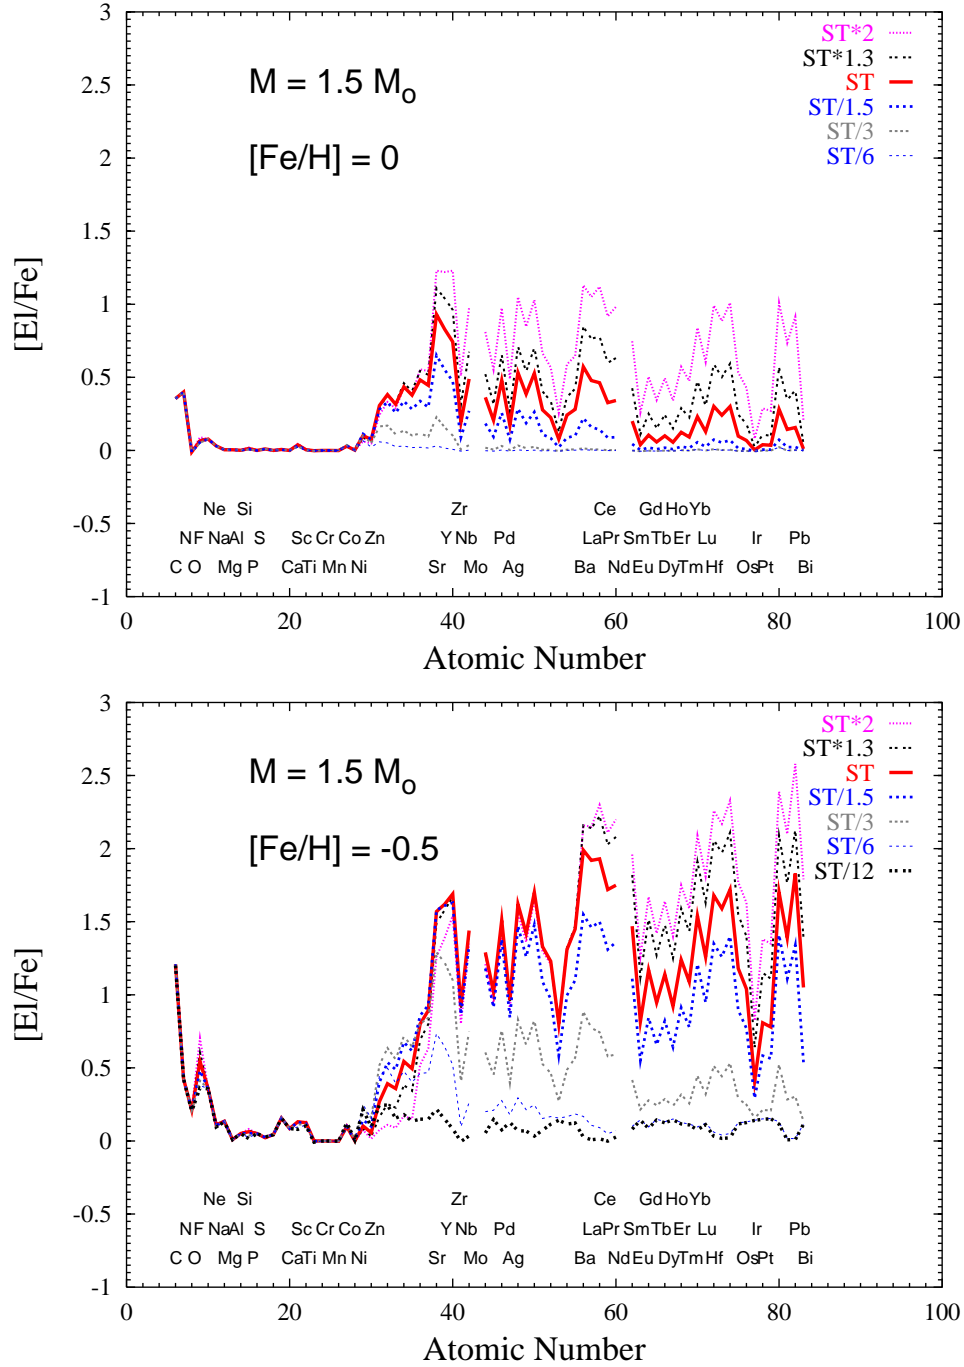 3
2.5
2
1.5
1
0.5
0
-0.5
-1
[El/Fe]
M = 1.5 Mo
[Fe/H] = 0
ST*2
ST*1.3
ST
ST/1.5
ST/3
ST/6
Ne Si Zr Ce Gd Ho Yb
N F Na Al S Sc Cr Co Zn Y Nb Pd La Pr Sm Tb Er Lu Ir Pb
C O Mg P Ca Ti Mn Ni Sr Mo Ag Ba Nd Eu Dy Tm Hf Os Pt Bi
0 20 40 60 80 100
Atomic Number
3
2.5
2
1.5
1
0.5
0
-0.5
-1
[El/Fe]
M = 1.5 Mo
[Fe/H] = -0.5
ST*2
ST*1.3
ST
ST/1.5
ST/3
ST/6
ST/12
Ne Si Zr Ce Gd Ho Yb
N F Na Al S Sc Cr Co Zn Y Nb Pd La Pr Sm Tb Er Lu Ir Pb
C O Mg P Ca Ti Mn Ni Sr Mo Ag Ba Nd Eu Dy Tm Hf Os Pt Bi
0 20 40 60 80 100
Atomic Number